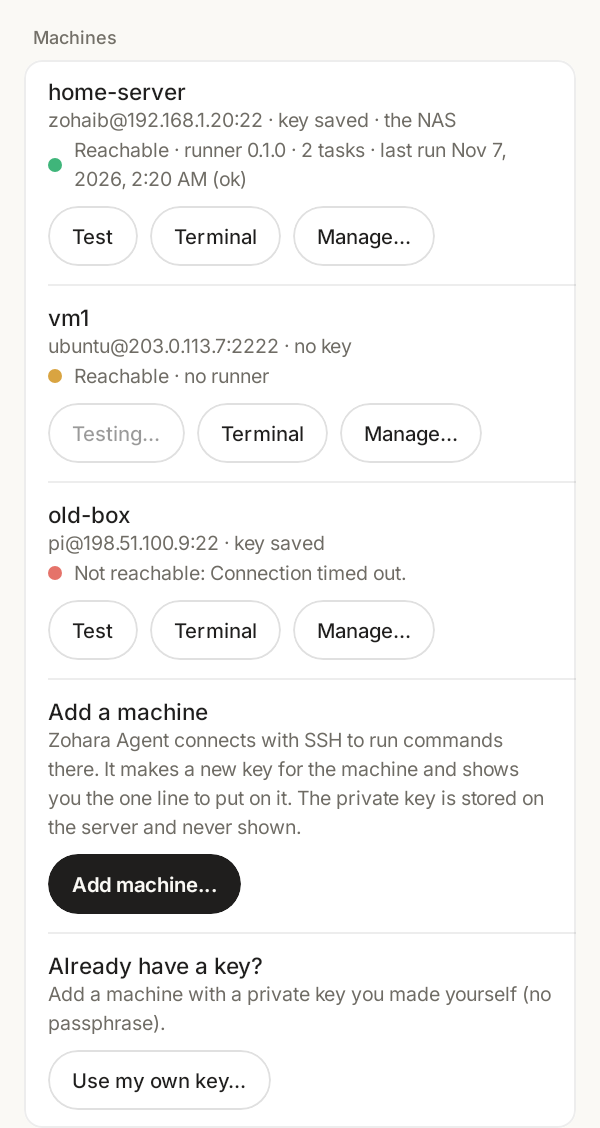 Machines
home-server
zohaib@192.168.1.20:22 · key saved · the NAS
Reachable · runner 0.1.0 · 2 tasks · last run Nov 7,
2026, 2:20 AM (ok)
Test Terminal Manage...
vm1
ubuntu@203.0.113.7:2222 · no key
Reachable · no runner
Testing... Terminal Manage...
old-box
pi@198.51.100.9:22 · key saved
Not reachable: Connection timed out.
Test Terminal Manage...
Add a machine
Zohara Agent connects with SSH to run commands
there. It makes a new key for the machine and shows
you the one line to put on it. The private key is stored on
the server and never shown.
Add machine...
Already have a key?
Add a machine with a private key you made yourself (no
passphrase).
Use my own key...